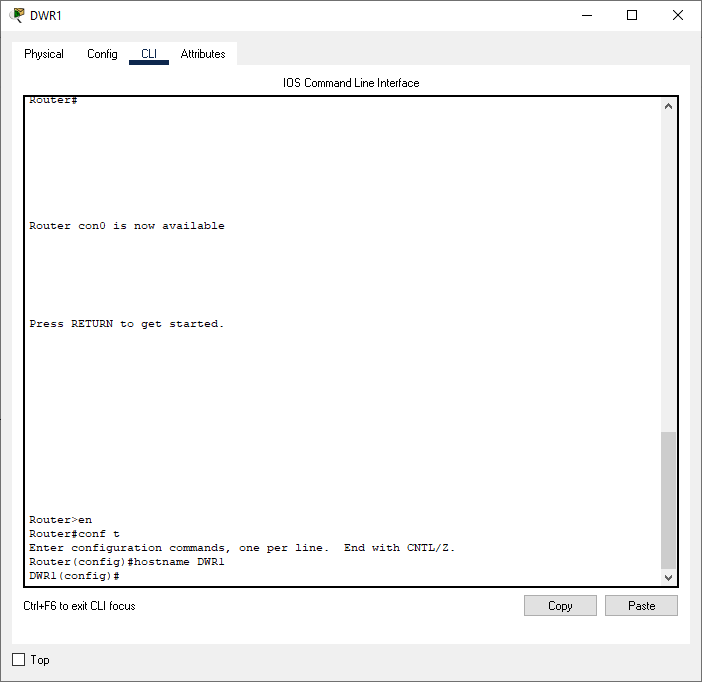 DWR1
Physical Config CLI Attributes
IOS Command Line Interface
Router#
Router con0 is now available
Press RETURN to get started.
Router>en
Router#conf t
Enter configuration commands, one per line.  End with CNTL/Z.
Router(config)#hostname DWR1
DWR1(config)#
Ctrl+F6 to exit CLI focus
Copy Paste
Top